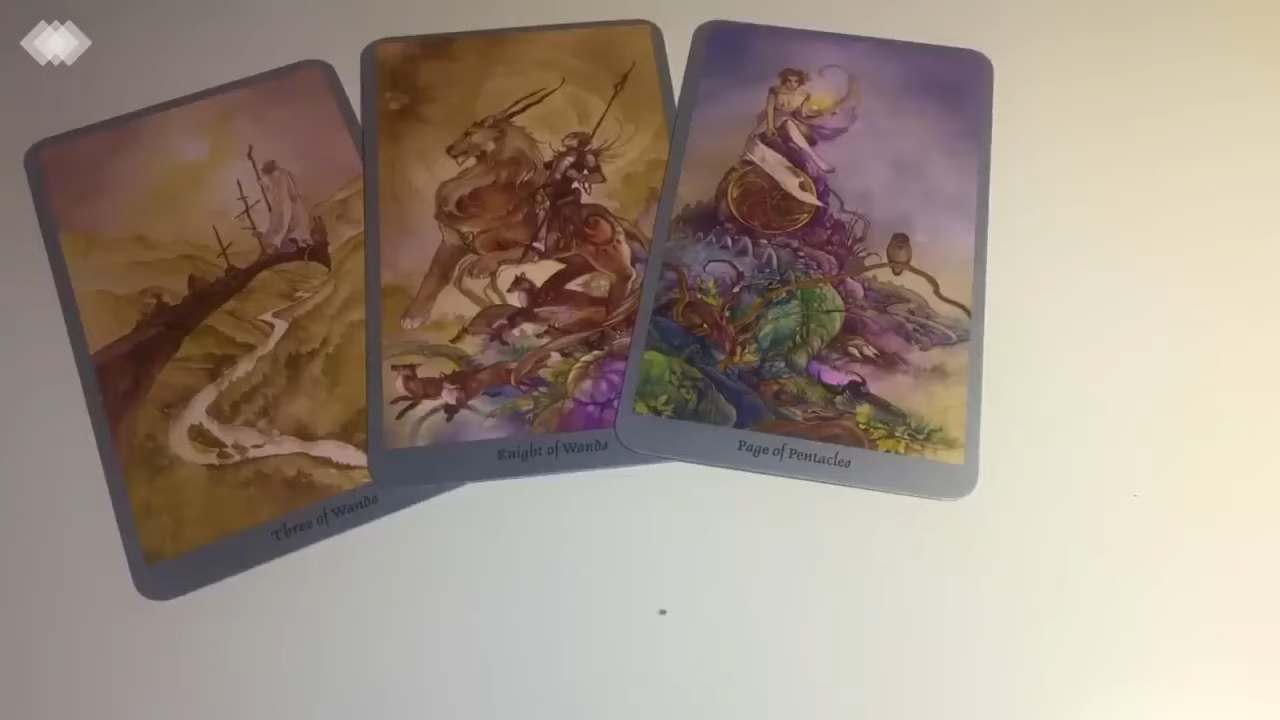 Three of Wands
Knight of Wands
Page of Pentacles